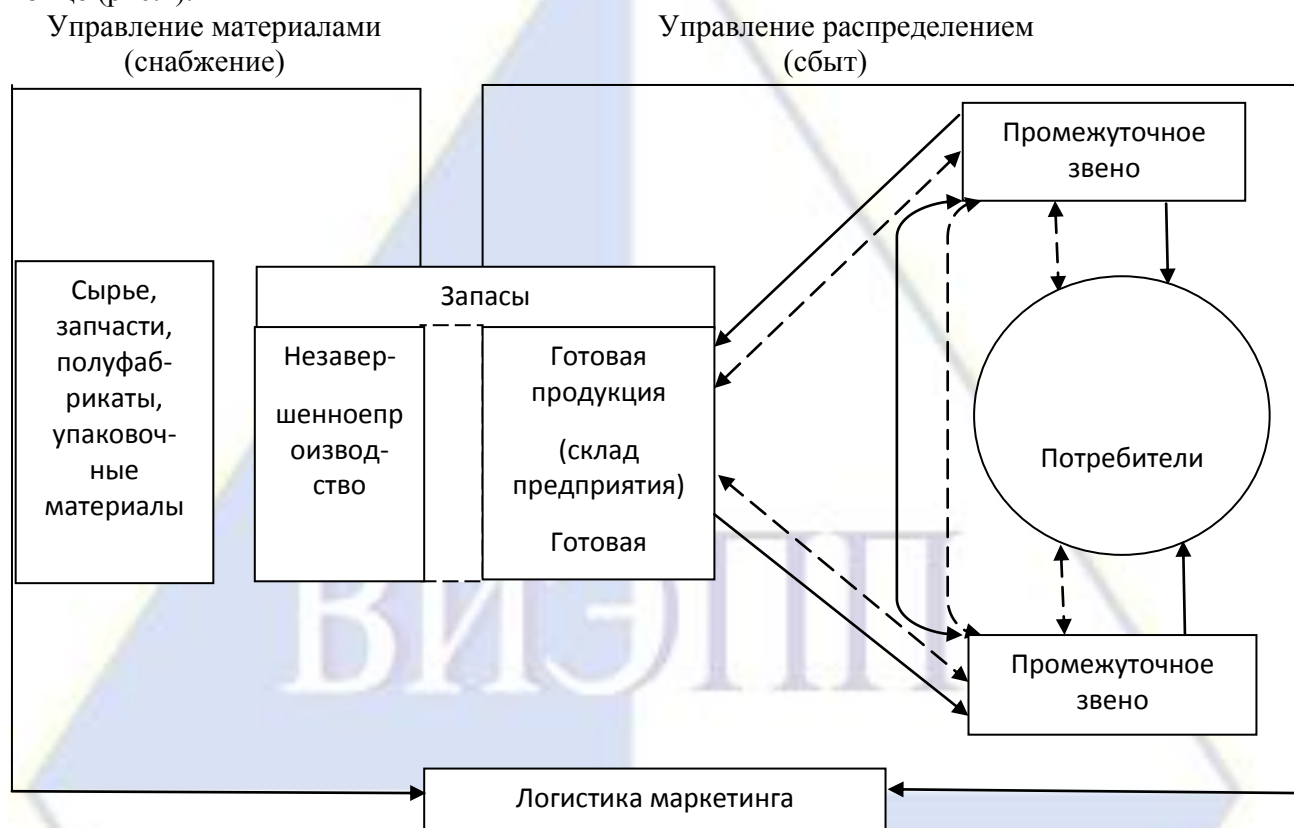 Управление материалами
(снабжение)
Управление распределением
(сбыт)
Промежуточное
звено
Сырье,
запчасти,
полуфаб-
рикаты,
упаковоч-
ные
материалы
Запасы
Незавер-
шенноепр
оизвод-
ство
Готовая
продукция
(склад
предприятия)
Готовая
Потребители
ВИЭПП
Промежуточное
звено
Логистика маркетинга